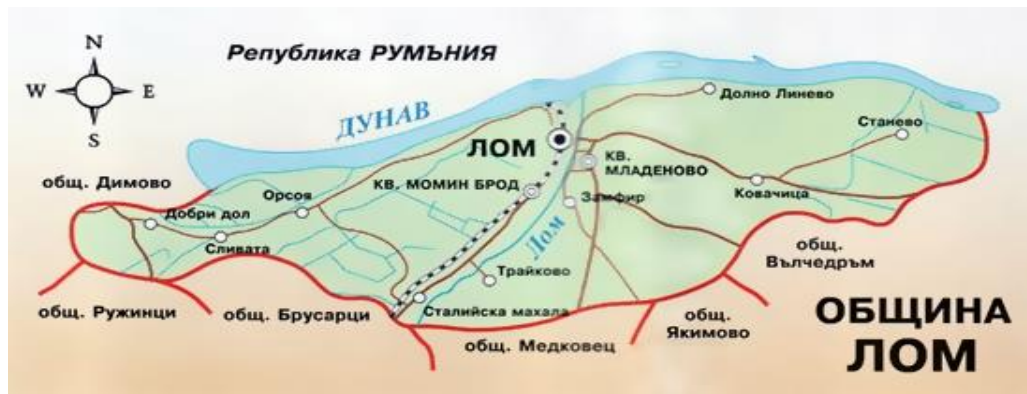 N
W E
S
Република РУМЪНИЯ
ДУНАВ
Долно Линево
Станево
ЛОМ
кв.
МЛАДЕНОВО
общ. Димово
Орсоя
КВ. МОМИН БРОД
Замфир
Ковачица
Добри дол
Сливата
Лом
общ.
Вълчедръм
Трайково
общ. Ружинци
общ. Брусарци
Сталийска махала
общ.
Якимово
общ. Медковец
ОБЩИНА
ЛОМ